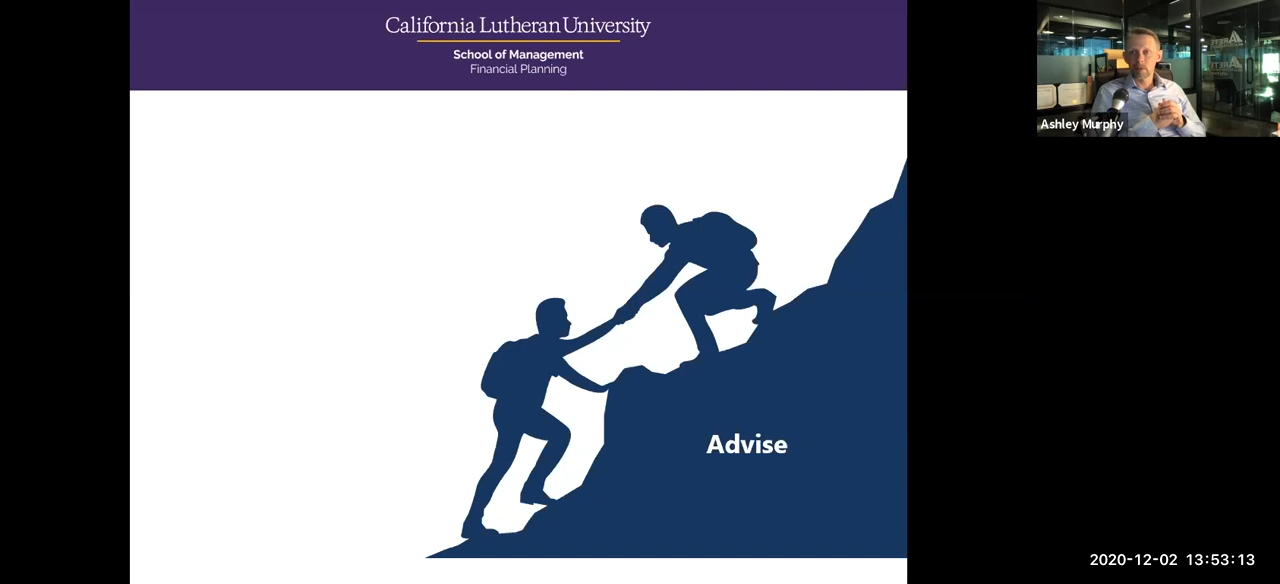 California Lutheran University
School of Management
Financial Planning
Ashley Murphy
Advise
2020-12-02 13:53:13